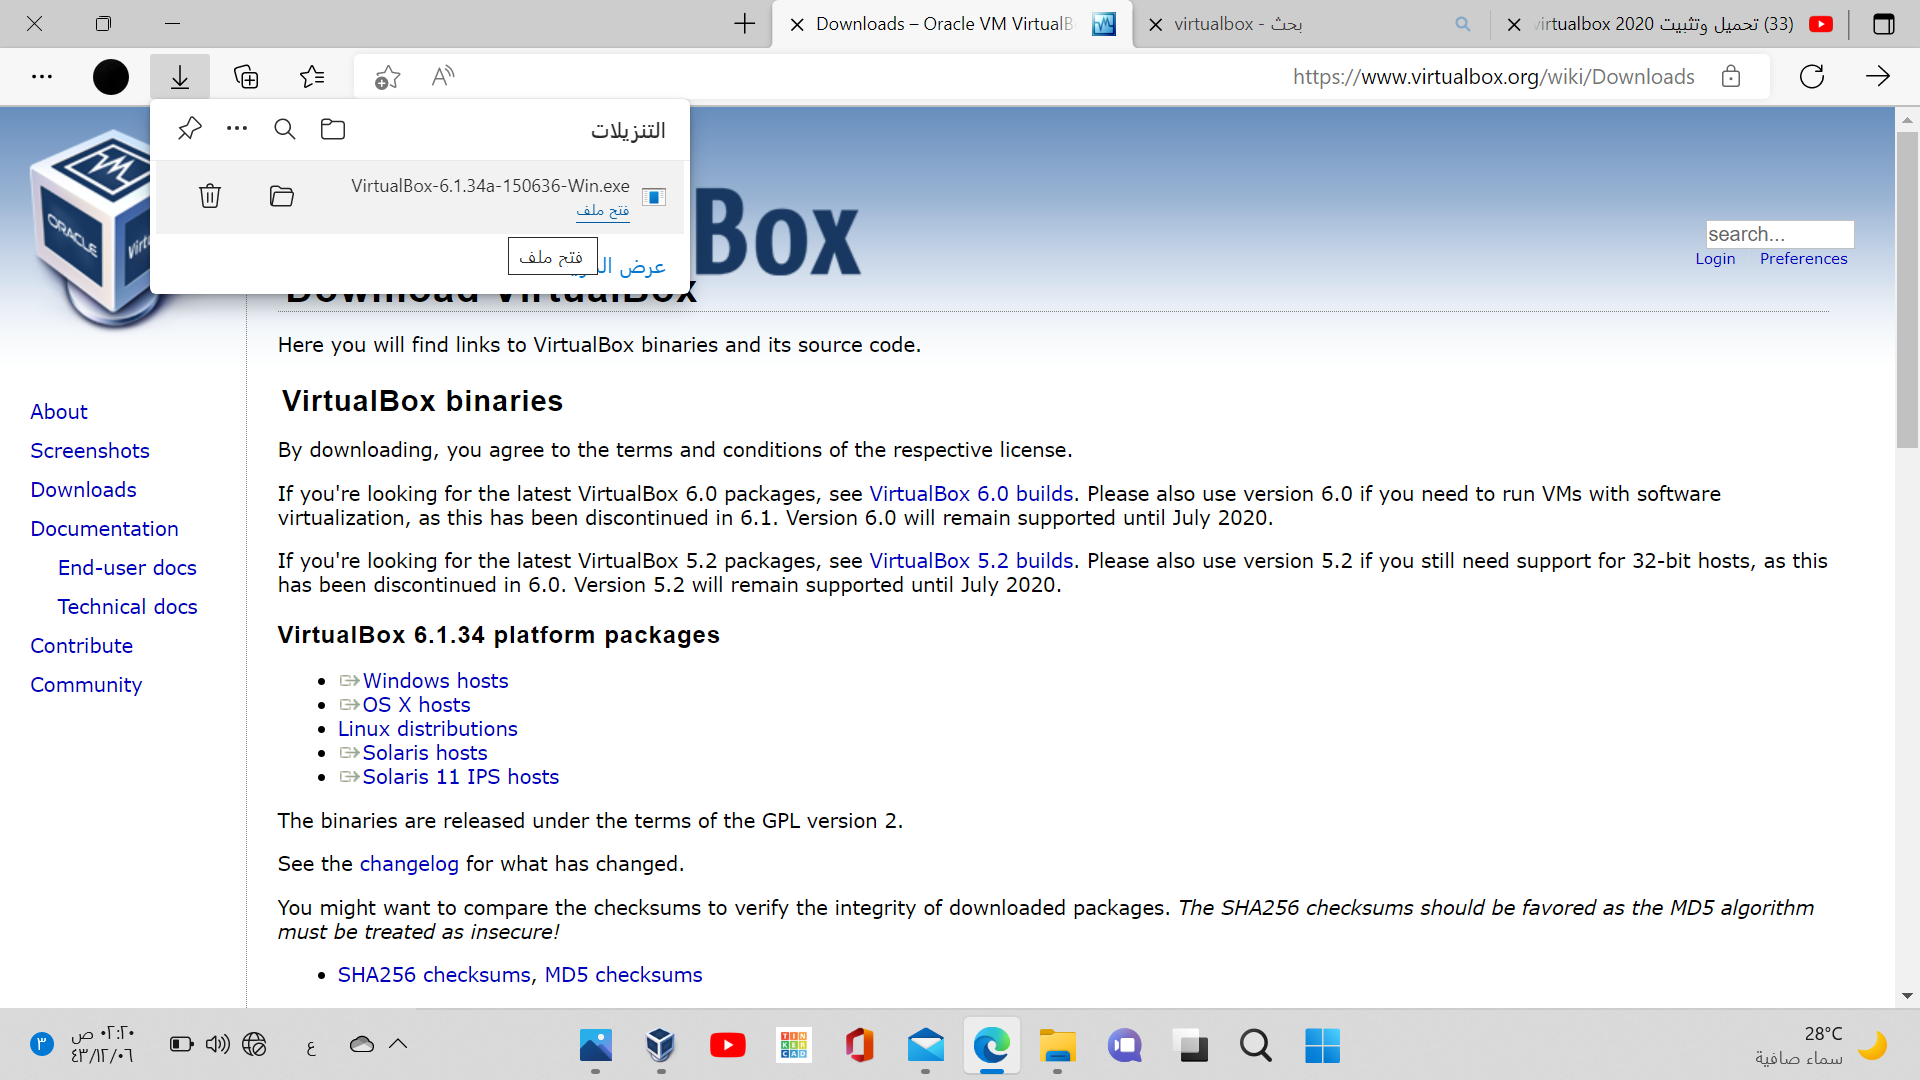 Downloads – Oracle VM VirtualB
virtualbox - بحث
(33) تحميل وتثبيت virtualbox 2020
https://www.virtualbox.org/wiki/Downloads
التنزيلات
VirtualBox-6.1.34a-150636-Win.exe
فتح ملف
فتح ملف
عرض
Box
ORACLE
search...
Login
Preferences
Download VirtualBox
Here you will find links to VirtualBox binaries and its source code.
VirtualBox binaries
By downloading, you agree to the terms and conditions of the respective license.
If you're looking for the latest VirtualBox 6.0 packages, see VirtualBox 6.0 builds. Please also use version 6.0 if you need to run VMs with software
virtualization, as this has been discontinued in 6.1. Version 6.0 will remain supported until July 2020.
If you're looking for the latest VirtualBox 5.2 packages, see VirtualBox 5.2 builds. Please also use version 5.2 if you still need support for 32-bit hosts, as this
has been discontinued in 6.0. Version 5.2 will remain supported until July 2020.
VirtualBox 6.1.34 platform packages
Windows hosts
OS X hosts
Linux distributions
Solaris hosts
Solaris 11 IPS hosts
The binaries are released under the terms of the GPL version 2.
See the changelog for what has changed.
You might want to compare the checksums to verify the integrity of downloaded packages. The SHA256 checksums should be favored as the MD5 algorithm
must be treated as insecure!
SHA256 checksums, MD5 checksums
About
Screenshots
Downloads
Documentation
End-user docs
Technical docs
Contribute
Community
٣
٠٢:٢٠ ص
٤٣/١٢/٠٦
ع
TINKERCAD
28°C
سماء صافية